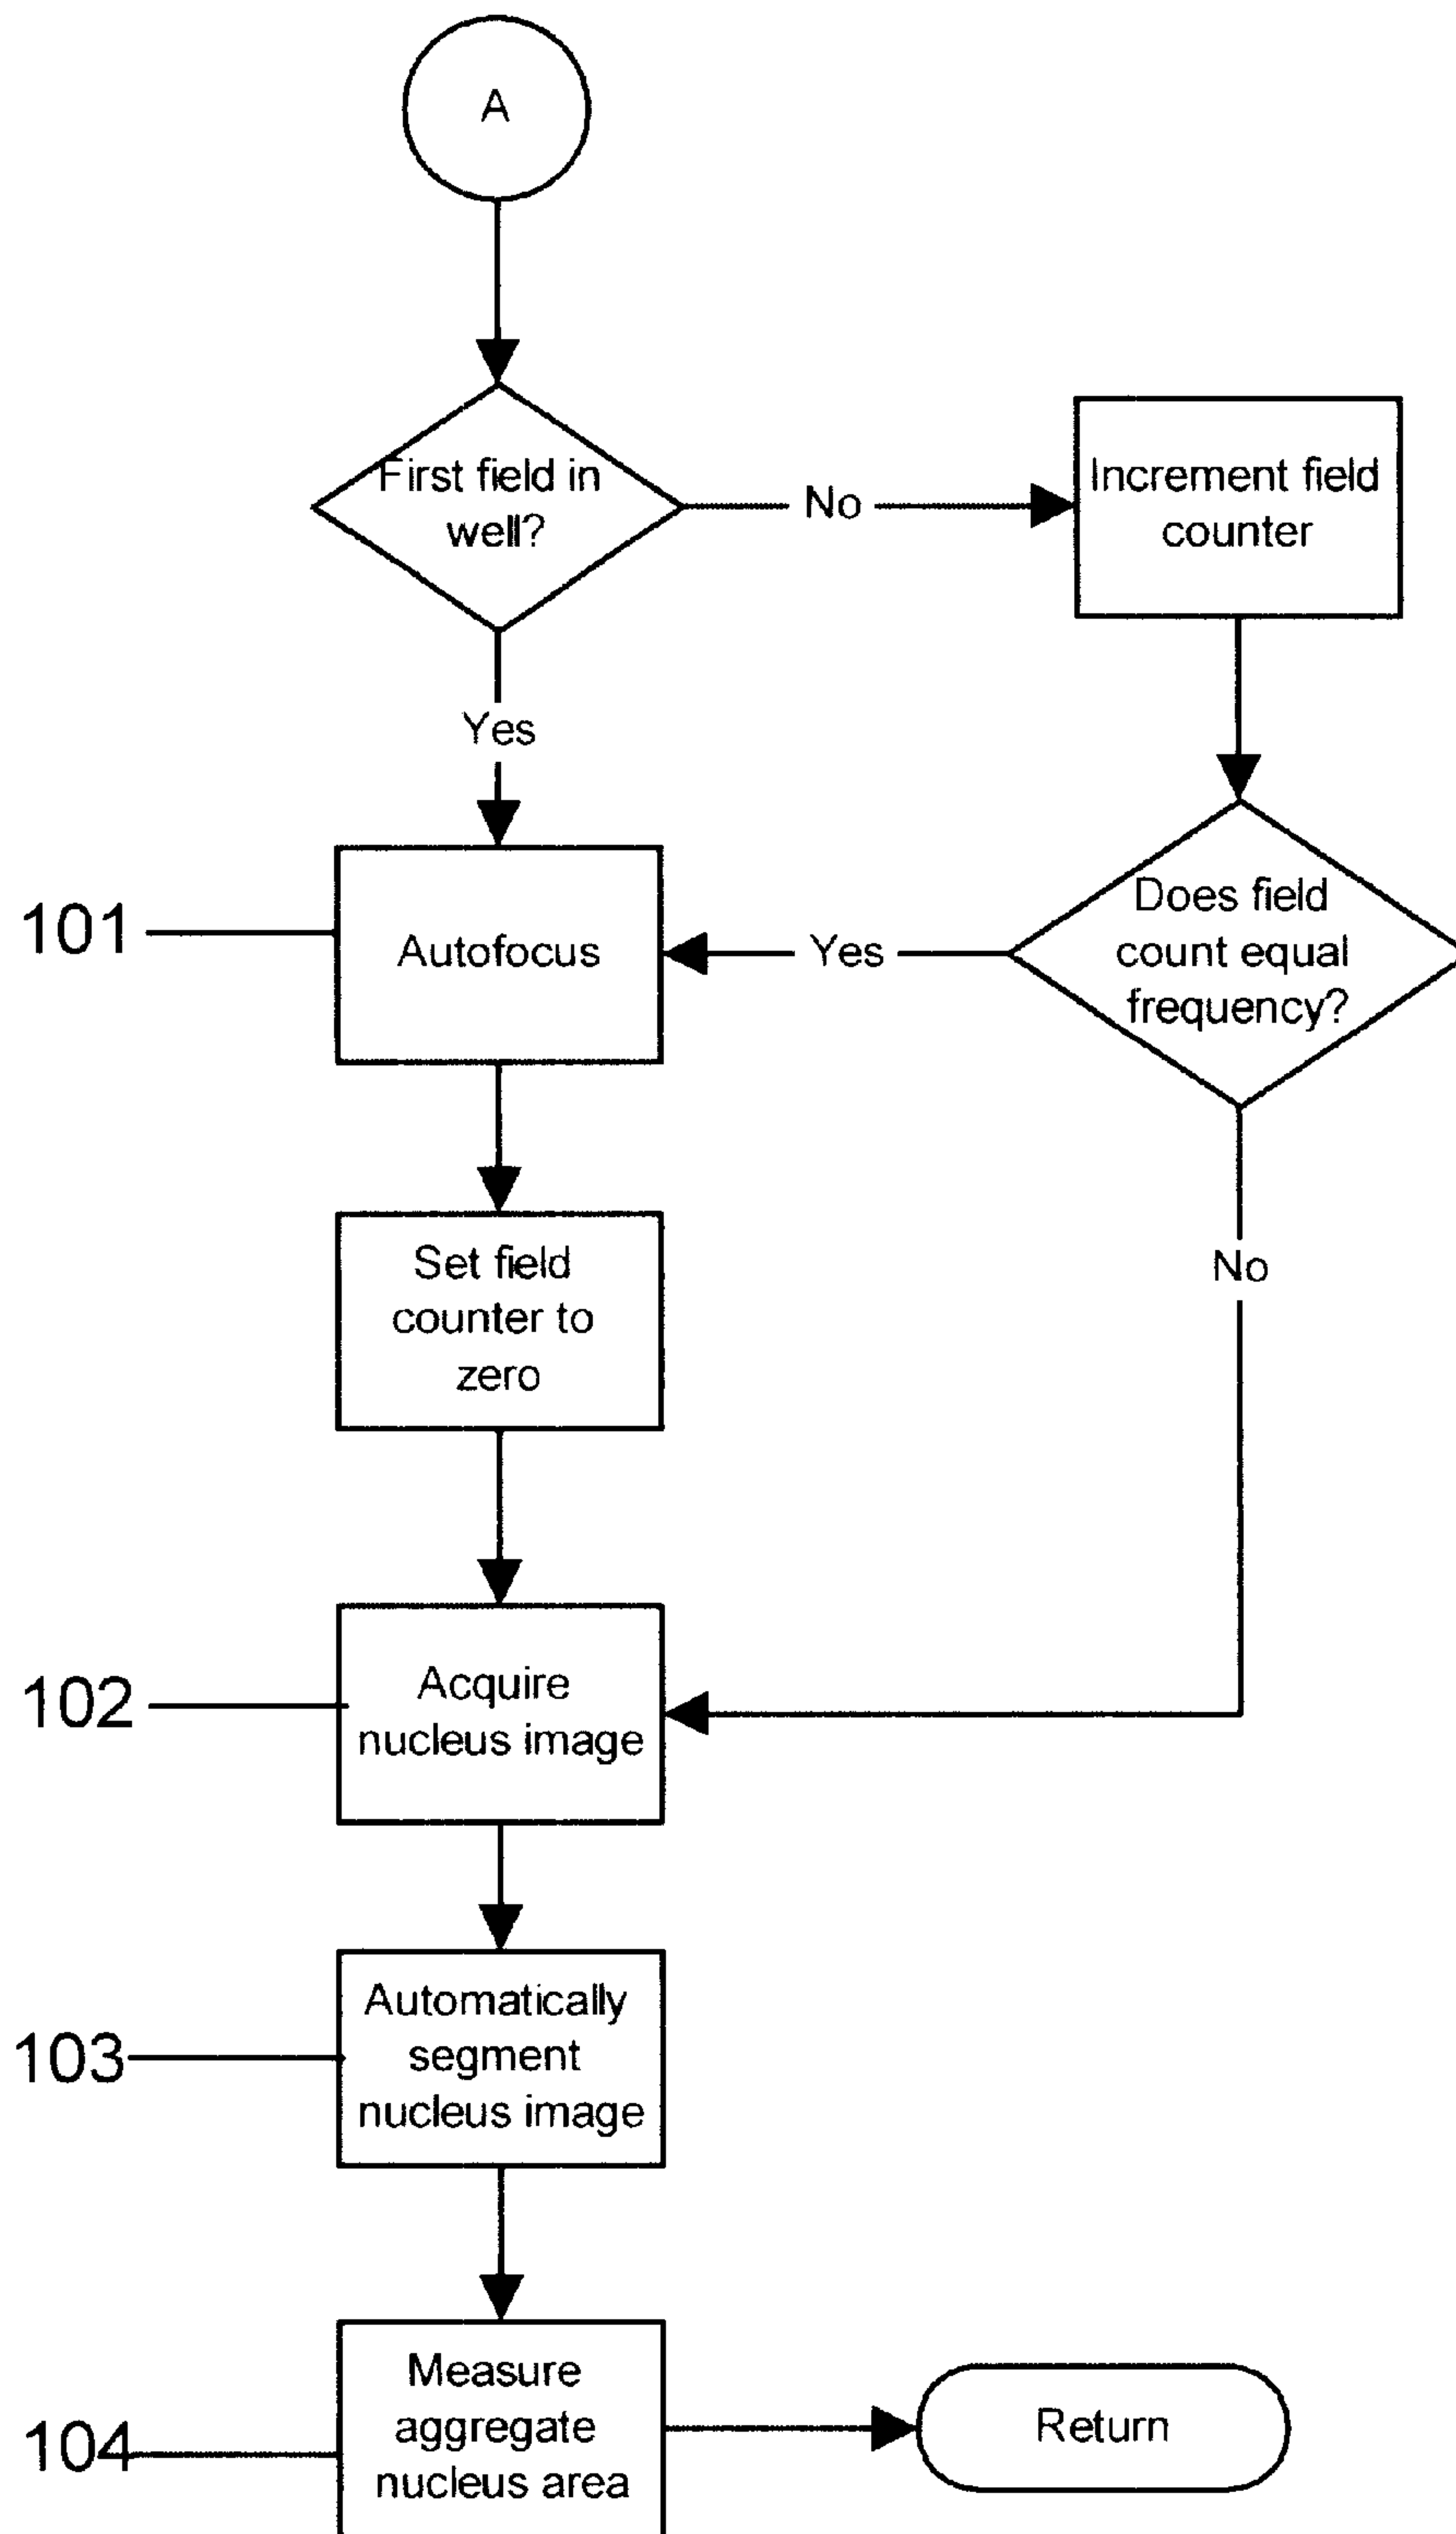 A
First field in
well?
No
Increment field
counter
Yes
101
Autofocus
Yes
Does field
count equal
frequency?
Set field
counter to
zero
No
102
Acquire
nucleus image
103
Automatically
segment
nucleus image
104
Measure
aggregate
nucleus area
Return